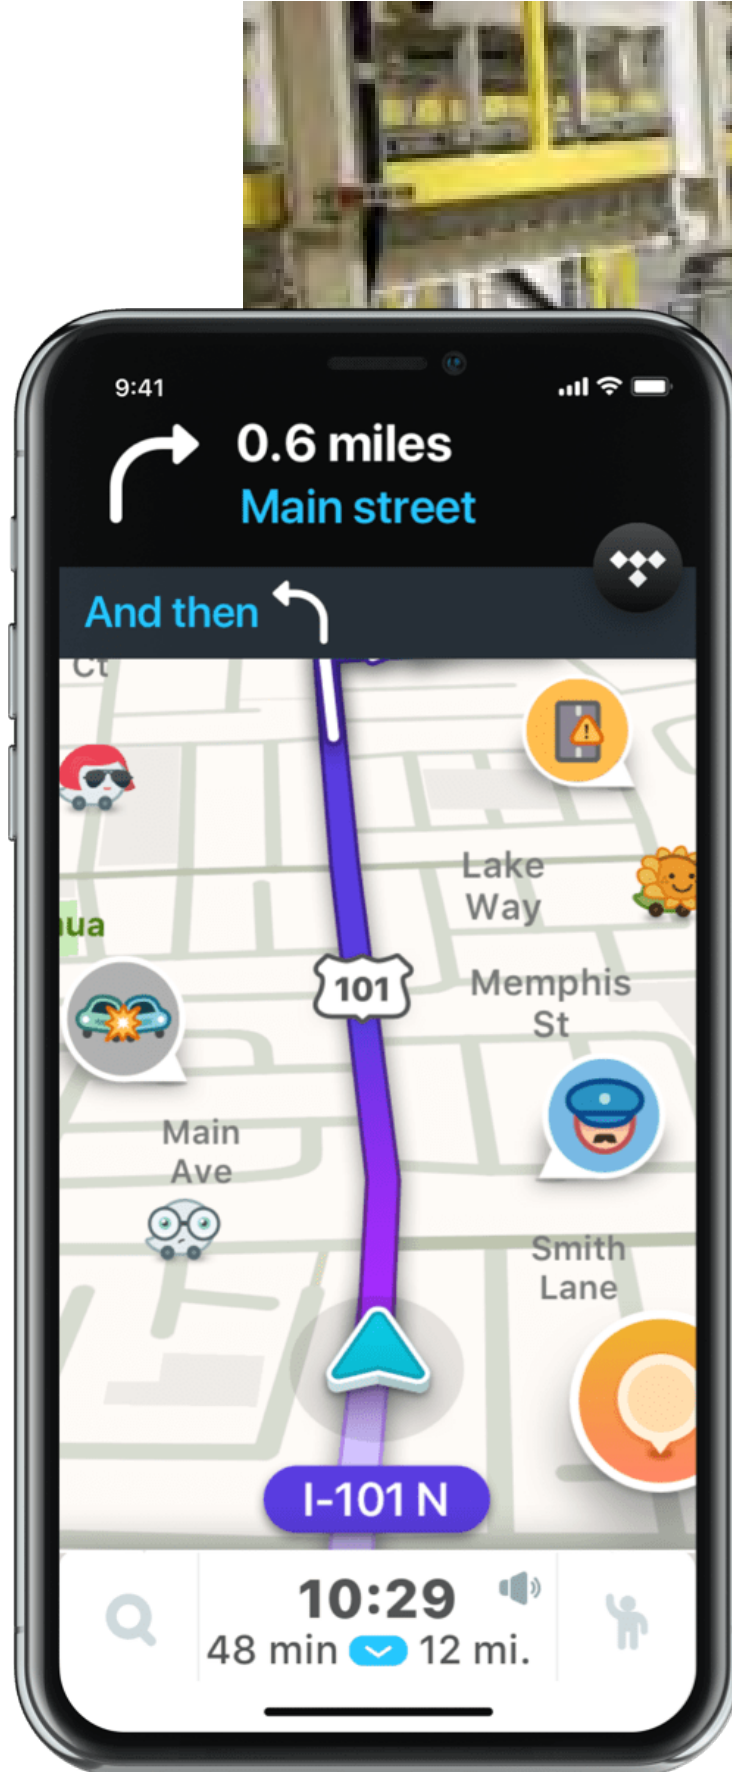 9:41
0.6 miles
Main street
And then
Ct
Lake
Way
ua
101
Memphis
St
Main
Ave
Smith
Lane
I-101 N
10:29
48 min 12 mi.